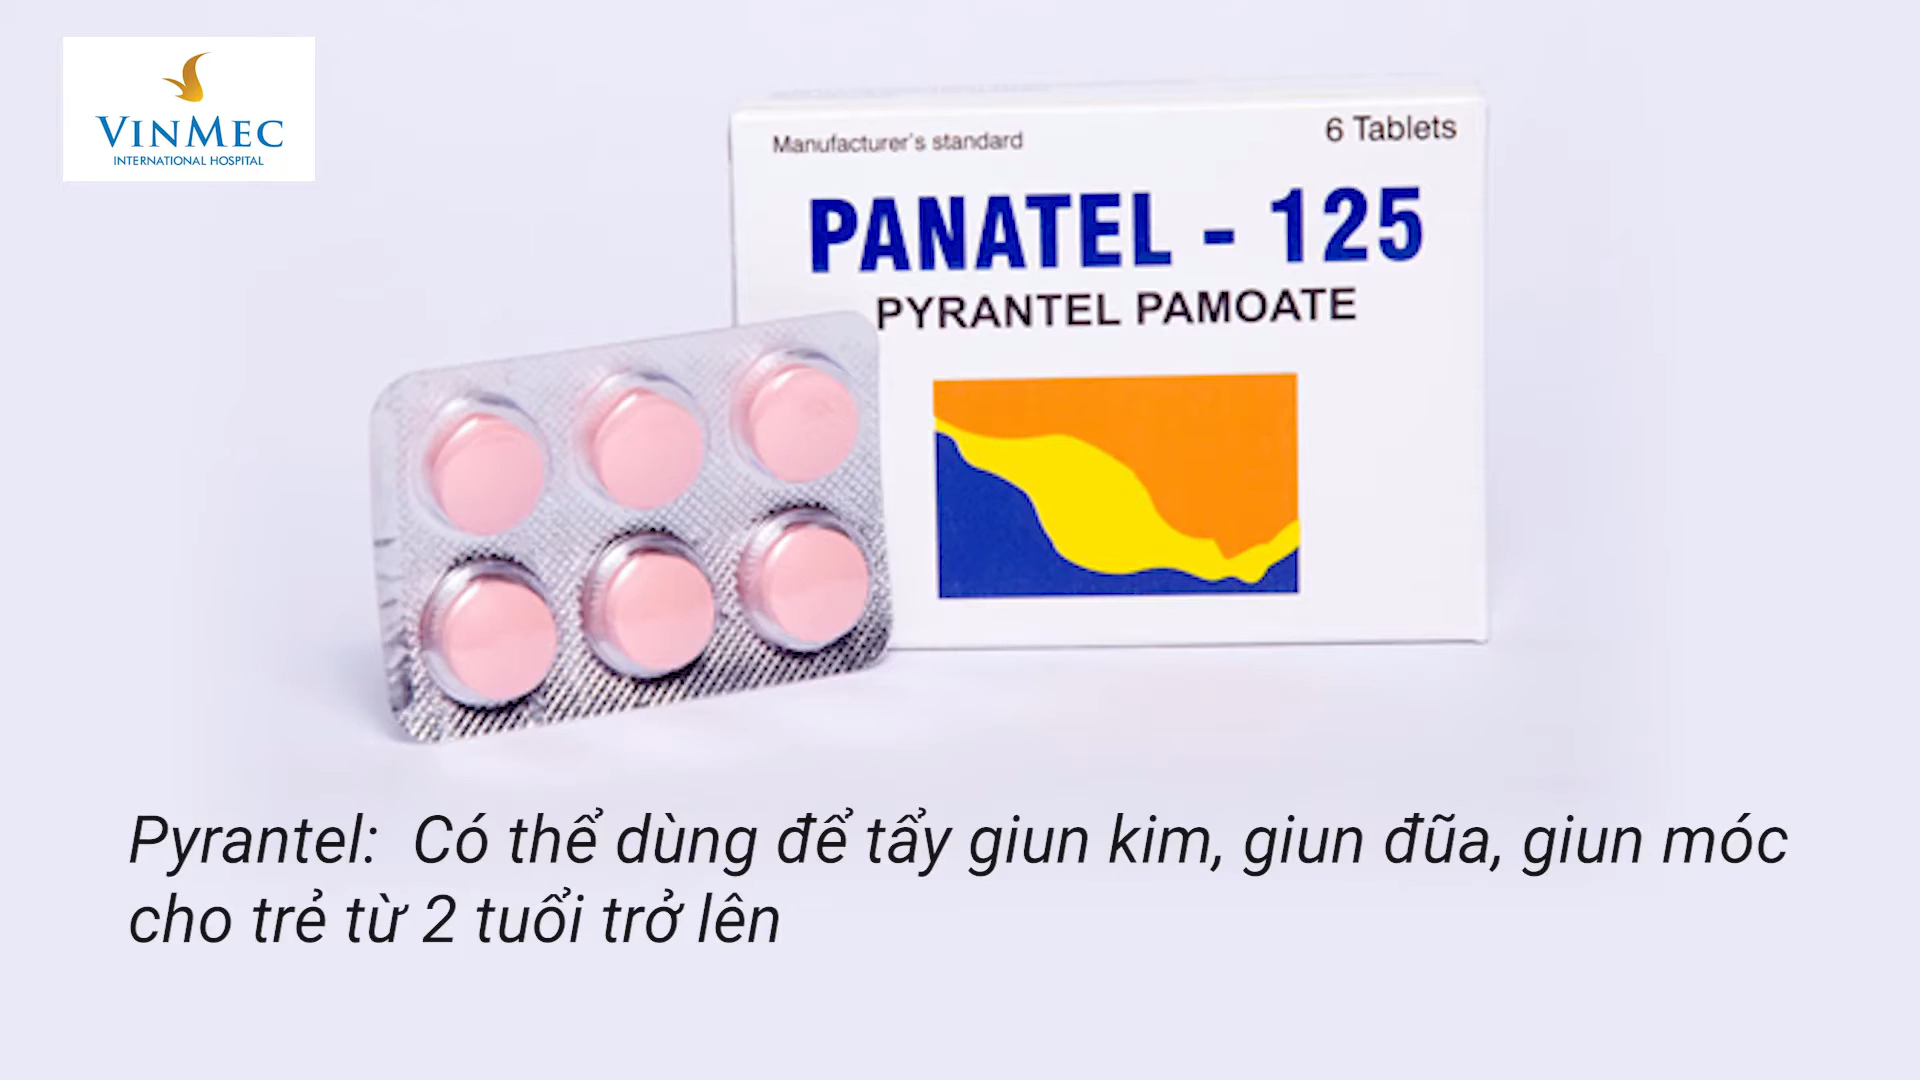 VINMEC
INTERNATIONAL HOSPITAL
Manufacturer's standard
6 Tablets
PANATEL - 125
PYRANTEL PAMOATE
Pyrantel: Có thể dùng để tẩy giun kim, giun đũa, giun móc
cho trẻ từ 2 tuổi trở lên